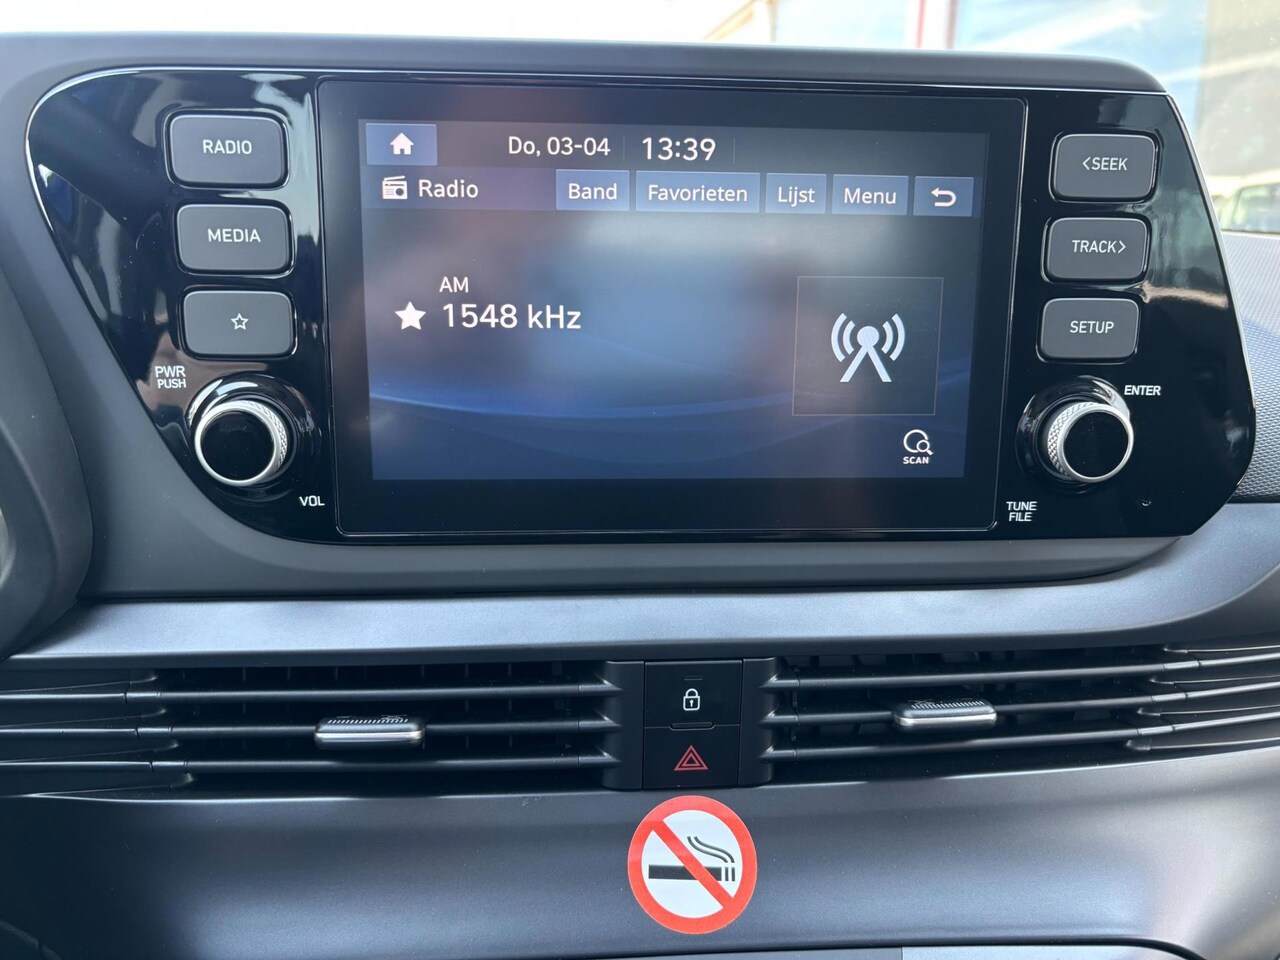 RADIO
MEDIA
PWR
PUSH
VOL
Do, 03-04 13:39
Radio Band Favorieten Lijst Menu
AM
1548 kHz
SCAN
<SEEK
TRACK>
SETUP
ENTER
TUNE
FILE